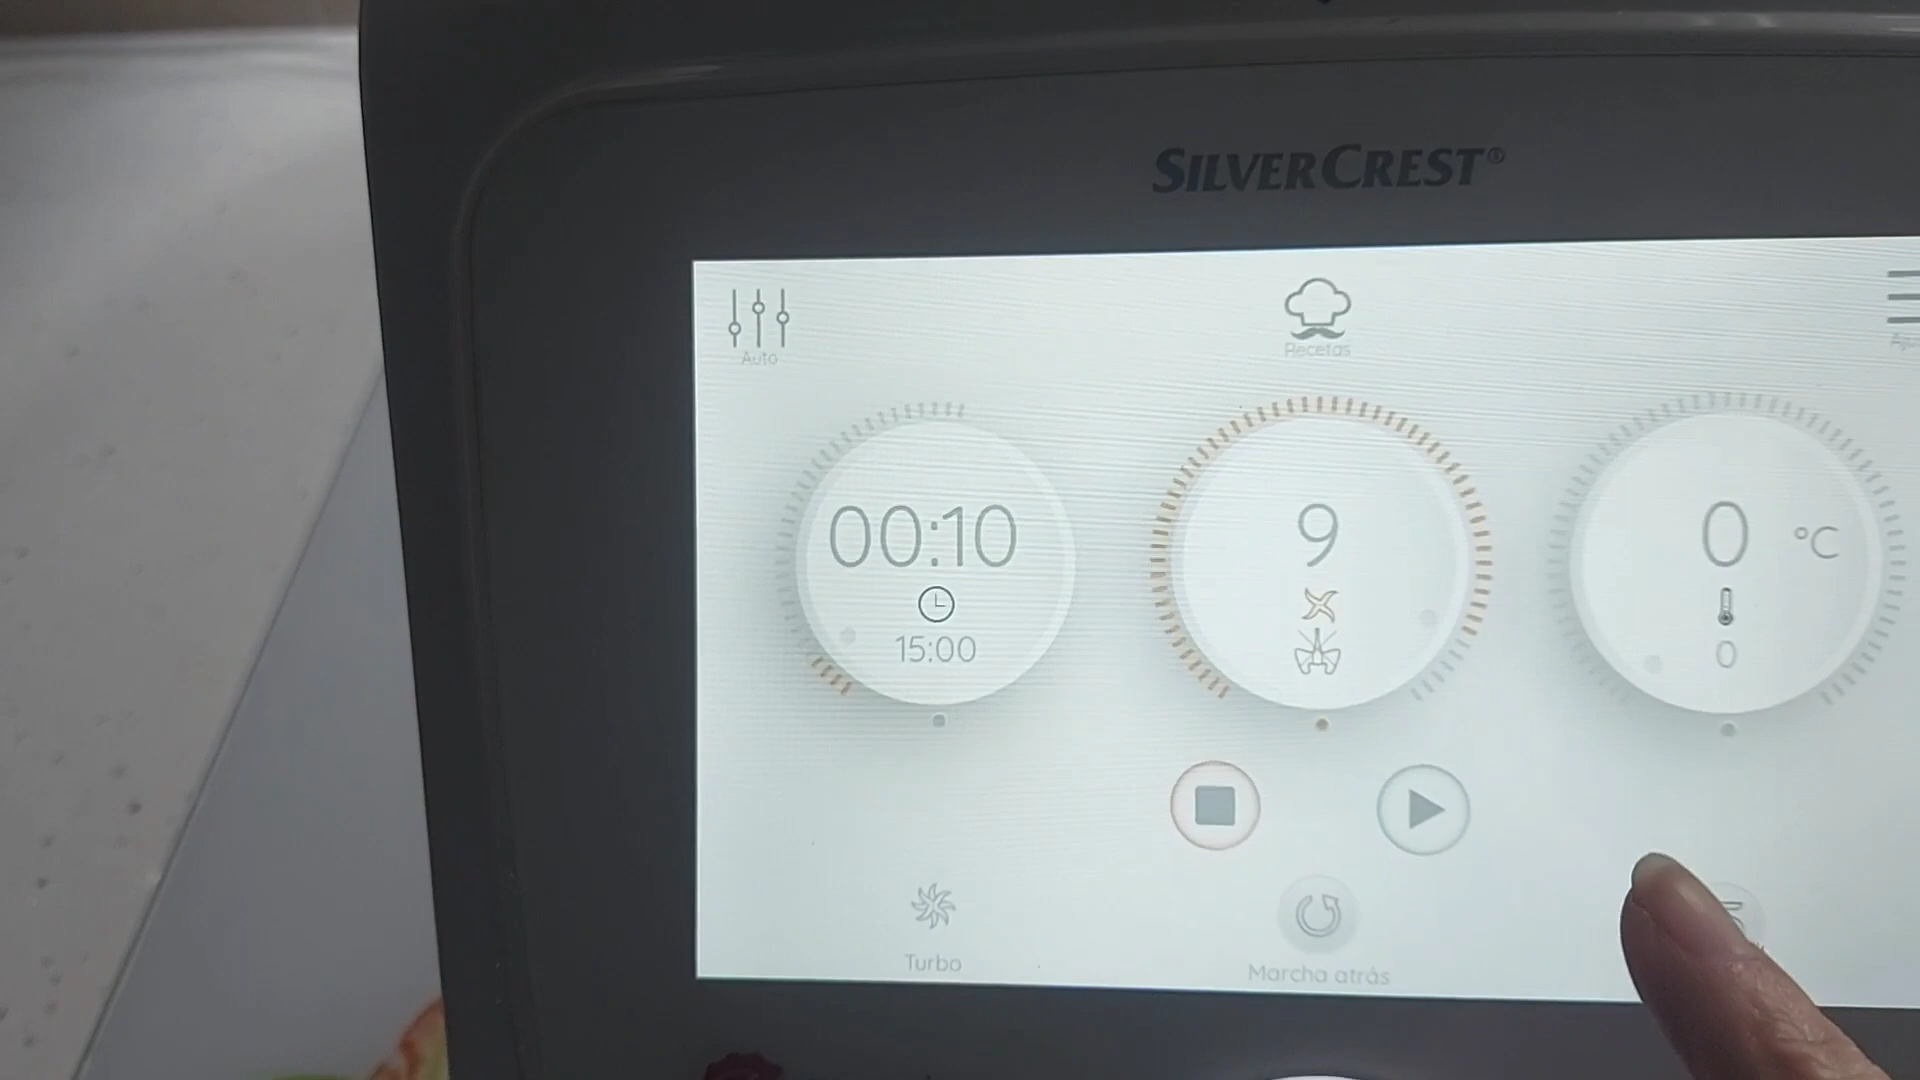 SILVERCREST®
Auto
Recetas
00:10
15:00
9
0 °C
0
Turbo
Marcha atrás